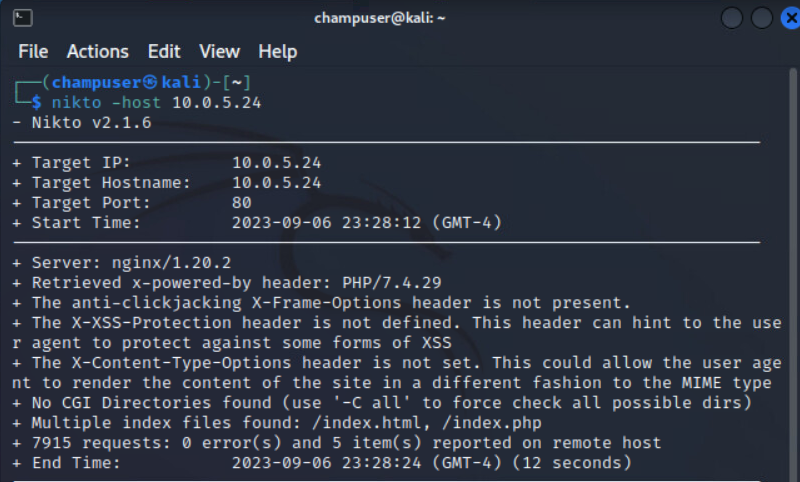 champuser@kali: ~
File Actions Edit View Help
┌──(champuser㉿kali)-[~]
└─$ nikto -host 10.0.5.24
- Nikto v2.1.6
+ Target IP: 10.0.5.24
+ Target Hostname: 10.0.5.24
+ Target Port: 80
+ Start Time: 2023-09-06 23:28:12 (GMT-4)
+ Server: nginx/1.20.2
+ Retrieved x-powered-by header: PHP/7.4.29
+ The anti-clickjacking X-Frame-Options header is not present.
+ The X-XSS-Protection header is not defined. This header can hint to the use
r agent to protect against some forms of XSS
+ The X-Content-Type-Options header is not set. This could allow the user age
nt to render the content of the site in a different fashion to the MIME type
+ No CGI Directories found (use '-C all' to force check all possible dirs)
+ Multiple index files found: /index.html, /index.php
+ 7915 requests: 0 error(s) and 5 item(s) reported on remote host
+ End Time: 2023-09-06 23:28:24 (GMT-4) (12 seconds)